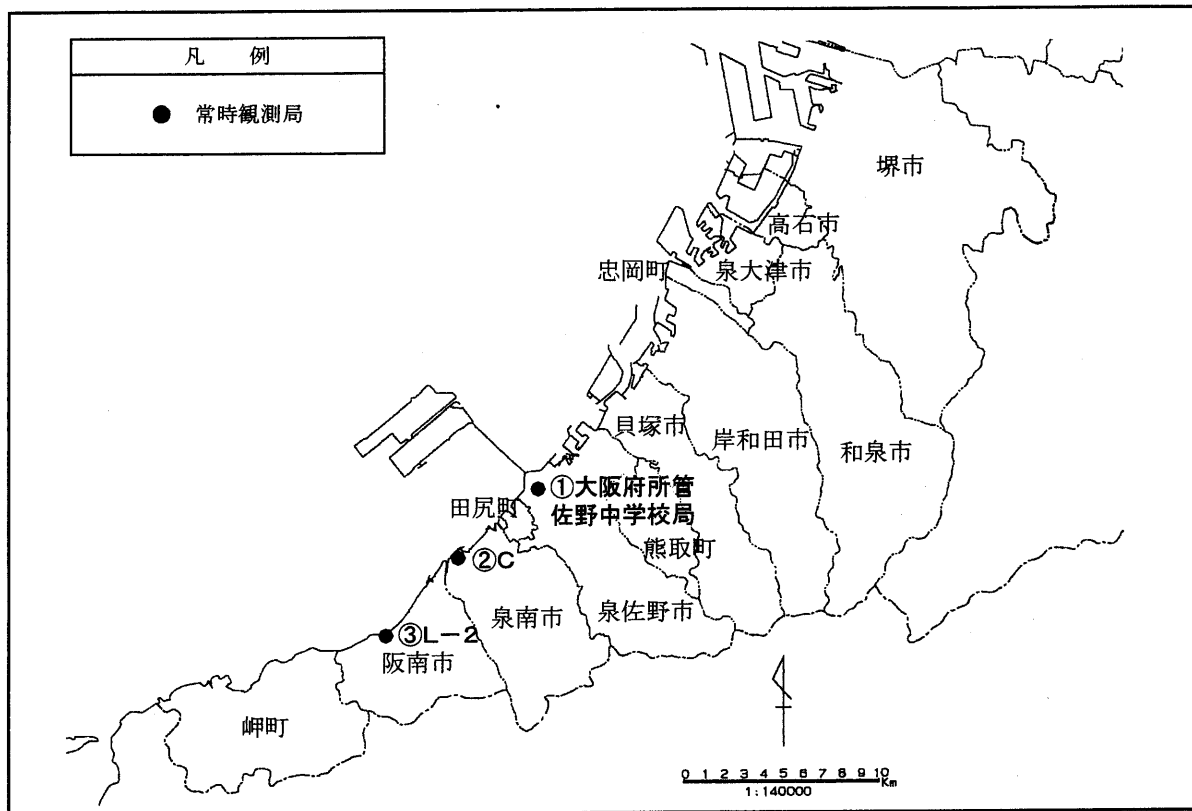 凡 例
● 常時観測局
堺市
高石市
忠岡町
泉大津市
貝塚市
岸和田市
和泉市
①大阪府所管
佐野中学校局
田尻町
熊取町
②C
泉南市
泉佐野市
③L-2
阪南市
岬町
0 1 2 3 4 5 6 7 8 9 10
Km
1:140000